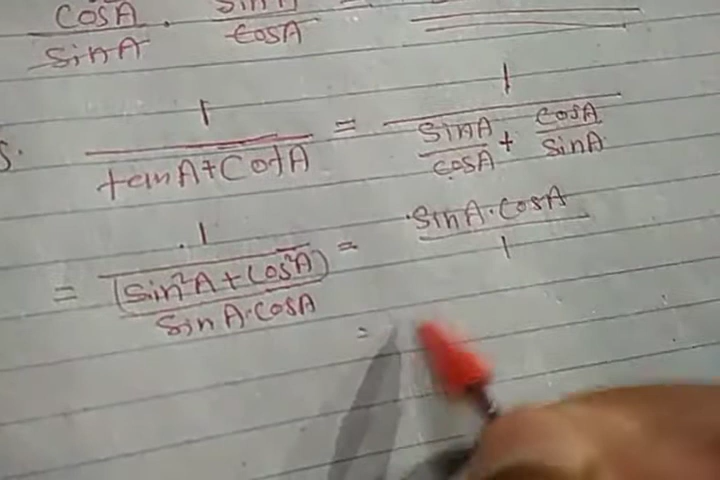 cosA/sinA . sinA/cosA =
5. 1/(tanA+CotA) = 1/(sinA/cosA + cosA/sinA)
= 1/((sin²A + cos²A)/(sinA·cosA)) = sinA·cosA/1
=